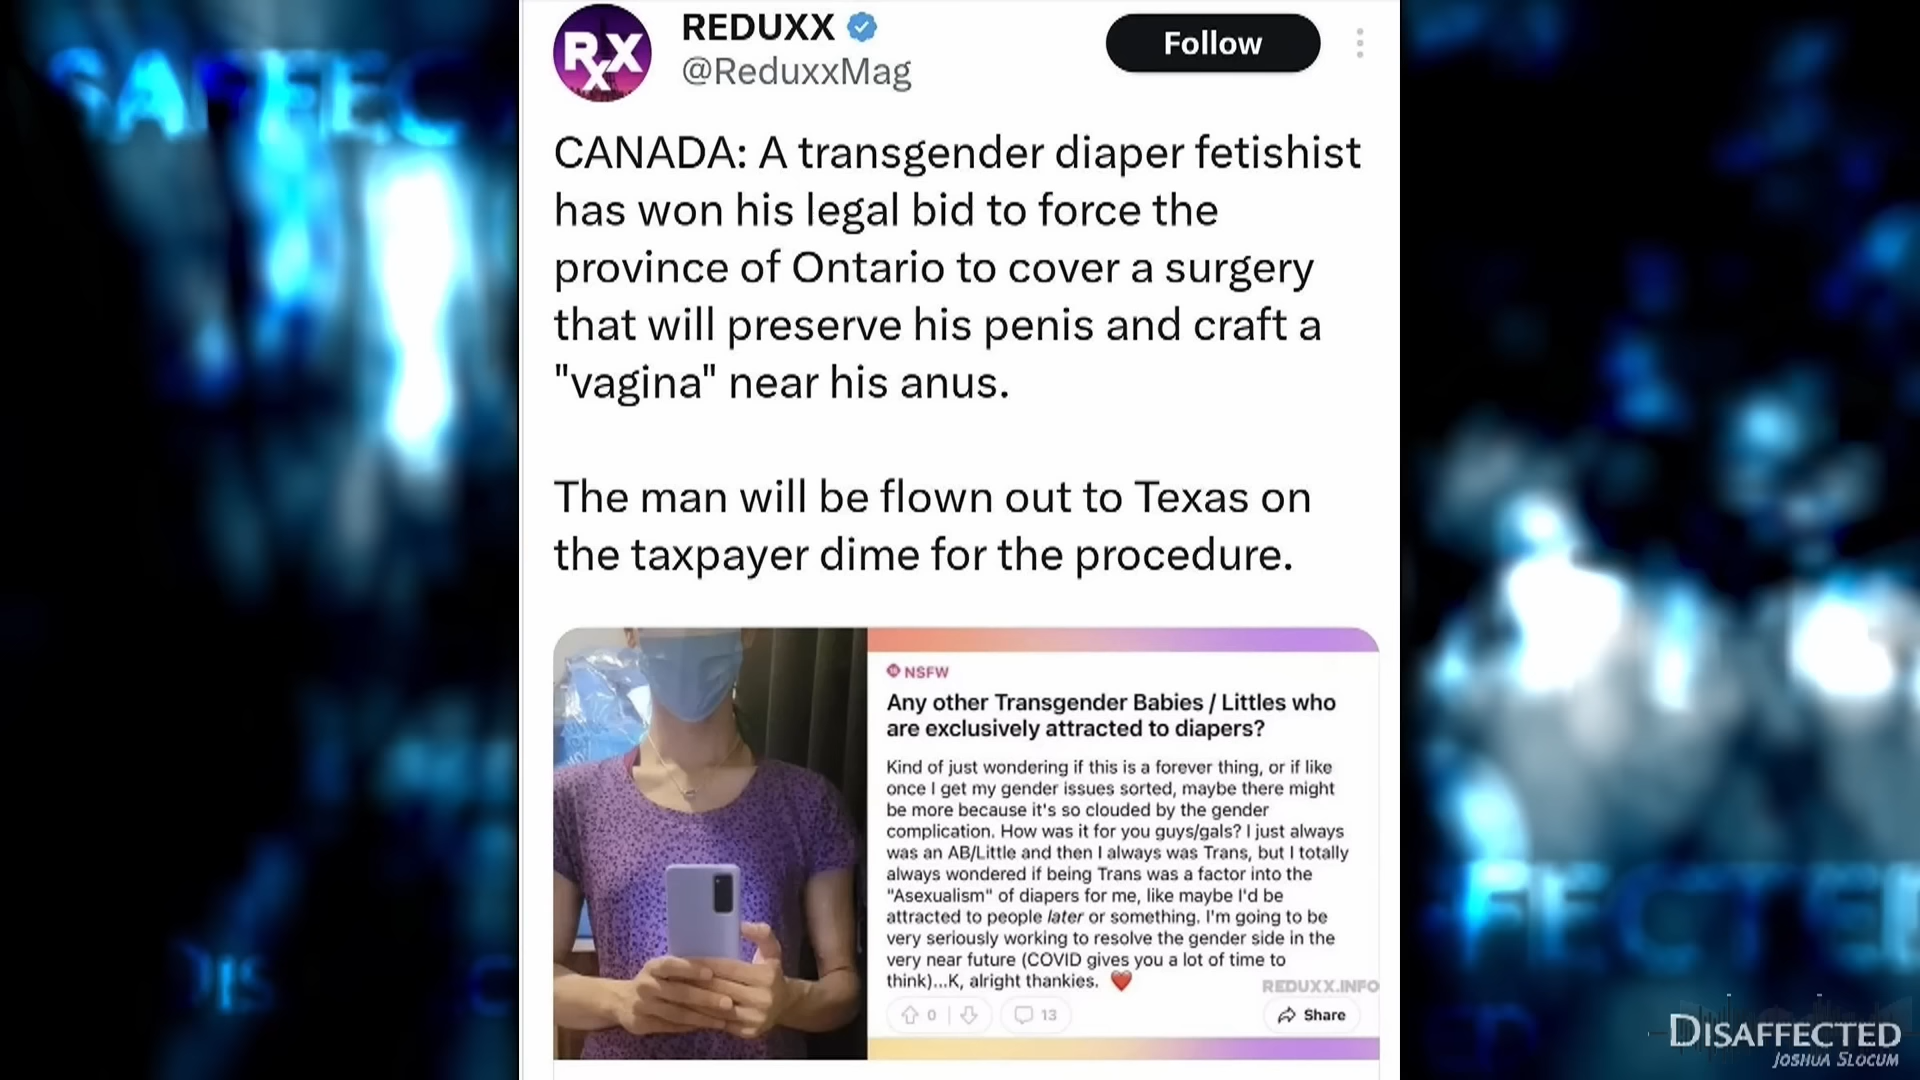 REDUXX
@ReduxxMag
Follow
CANADA: A transgender diaper fetishist
has won his legal bid to force the
province of Ontario to cover a surgery
that will preserve his penis and craft a
"vagina" near his anus.
The man will be flown out to Texas on
the taxpayer dime for the procedure.
NSFW
Any other Transgender Babies / Littles who
are exclusively attracted to diapers?
Kind of just wondering if this is a forever thing, or if like
once I get my gender issues sorted, maybe there might
be more because it's so clouded by the gender
complication. How was it for you guys/gals? I just always
was an AB/Little and then I always was Trans, but I totally
always wondered if being Trans was a factor into the
"Asexualism" of diapers for me, like maybe I'd be
attracted to people later or something. I'm going to be
very seriously working to resolve the gender side in the
very near future (COVID gives you a lot of time to
think)...K, alright thankies. ❤️
REDUXX.INFO
0
13
Share
DISAFFECTED
JOSHUA SLOCUM